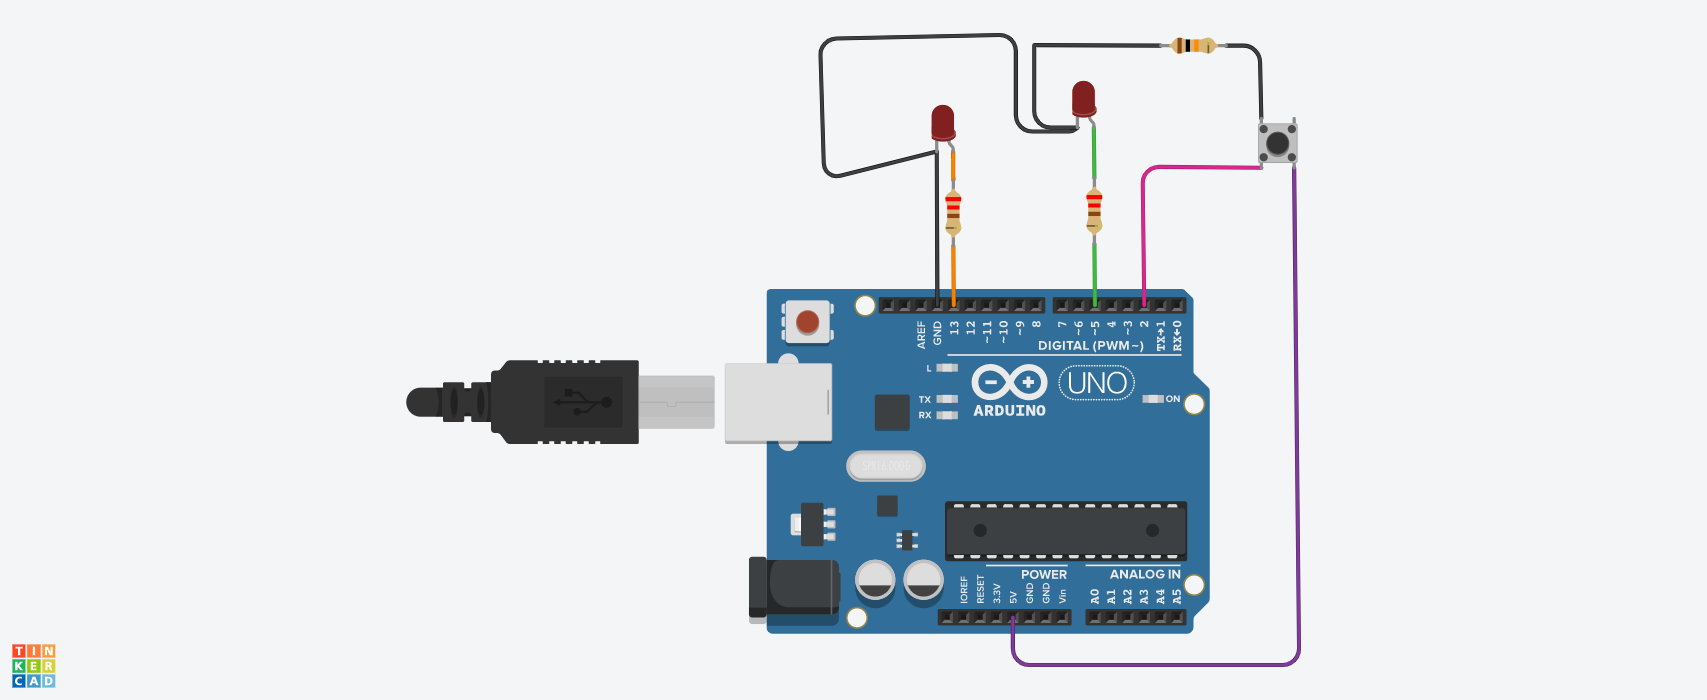 AREF
GND
13
12
~11
~10
~9
8
7
~6
~5
4
~3
2
TX→1
RX←0
DIGITAL (PWM~)
L
TX
RX
ARDUINO
UNO
ON
POWER
ANALOG IN
IOREF
RESET
3.3V
5V
GND
GND
Vin
A0
A1
A2
A3
A4
A5
TIN
KER
CAD